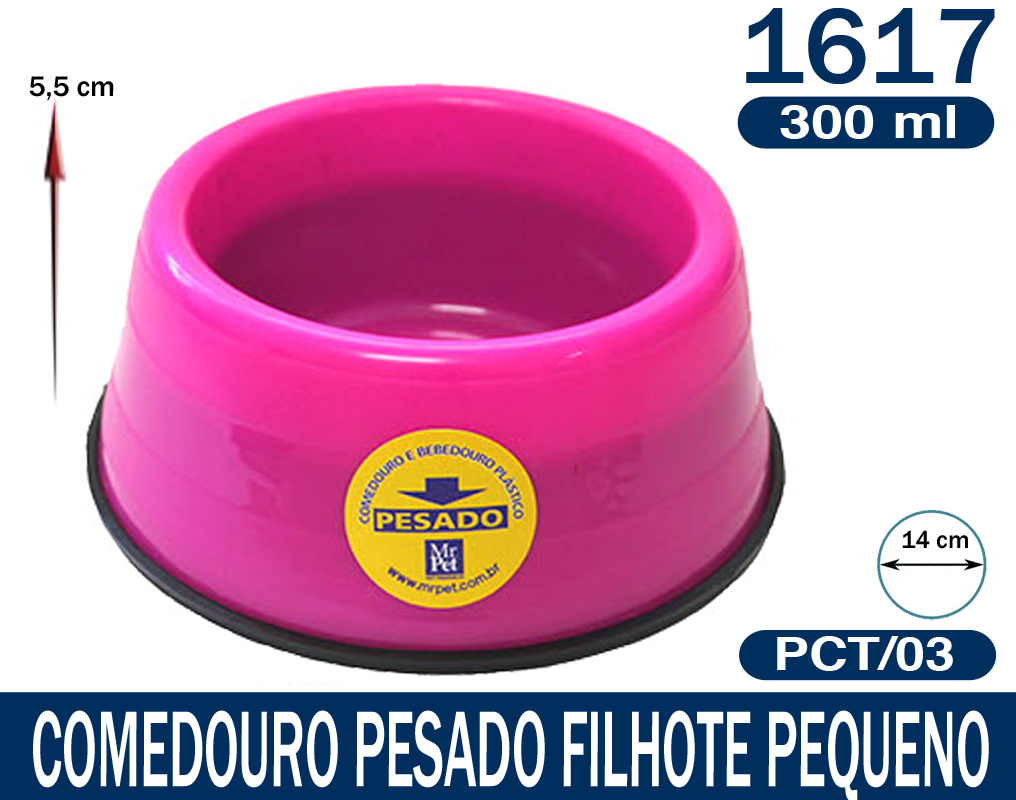 1617
300 ml
5,5 cm
COMEDOURO E BEBEDOURO PLÁSTICO
PESADO
Mr
Pet
www.mrpet.com.br
14 cm
PCT/03
COMEDOURO PESADO FILHOTE PEQUENO